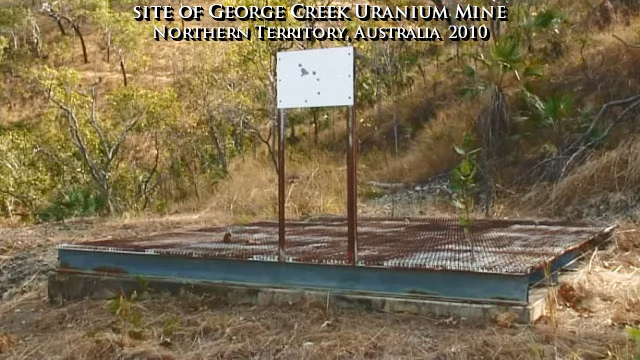 SITE OF GEORGE CREEK URANIUM MINE
NORTHERN TERRITORY, AUSTRALIA 2010